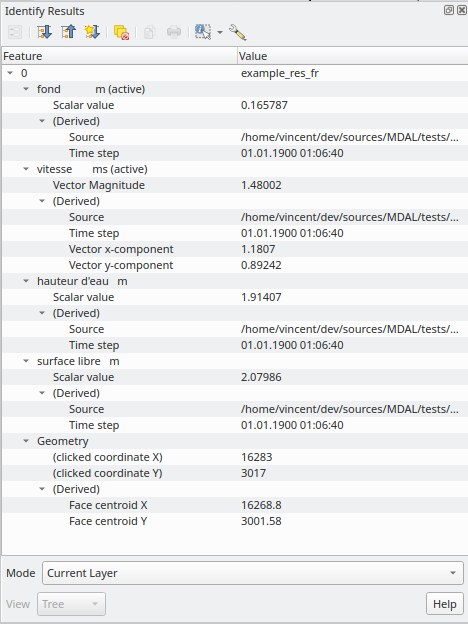 Identify Results
Feature Value
0 example_res_fr
fond m (active)
Scalar value 0.165787
(Derived)
Source /home/vincent/dev/sources/MDAL/tests/...
Time step 01.01.1900 01:06:40
vitesse ms (active)
Vector Magnitude 1.48002
(Derived)
Source /home/vincent/dev/sources/MDAL/tests/...
Time step 01.01.1900 01:06:40
Vector x-component 1.1807
Vector y-component 0.89242
hauteur d'eau m
Scalar value 1.91407
(Derived)
Source /home/vincent/dev/sources/MDAL/tests/...
Time step 01.01.1900 01:06:40
surface libre m
Scalar value 2.07986
(Derived)
Source /home/vincent/dev/sources/MDAL/tests/...
Time step 01.01.1900 01:06:40
Geometry
(clicked coordinate X) 16283
(clicked coordinate Y) 3017
(Derived)
Face centroid X 16268.8
Face centroid Y 3001.58
Mode Current Layer
View Tree Help